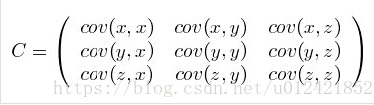 cov(x, x) cov(x, y) cov(x, z)
C = ( cov(y, x) cov(y, y) cov(y, z) )
cov(z, x) cov(z, y) cov(z, z)
https://blog.csdn.net/u012421852